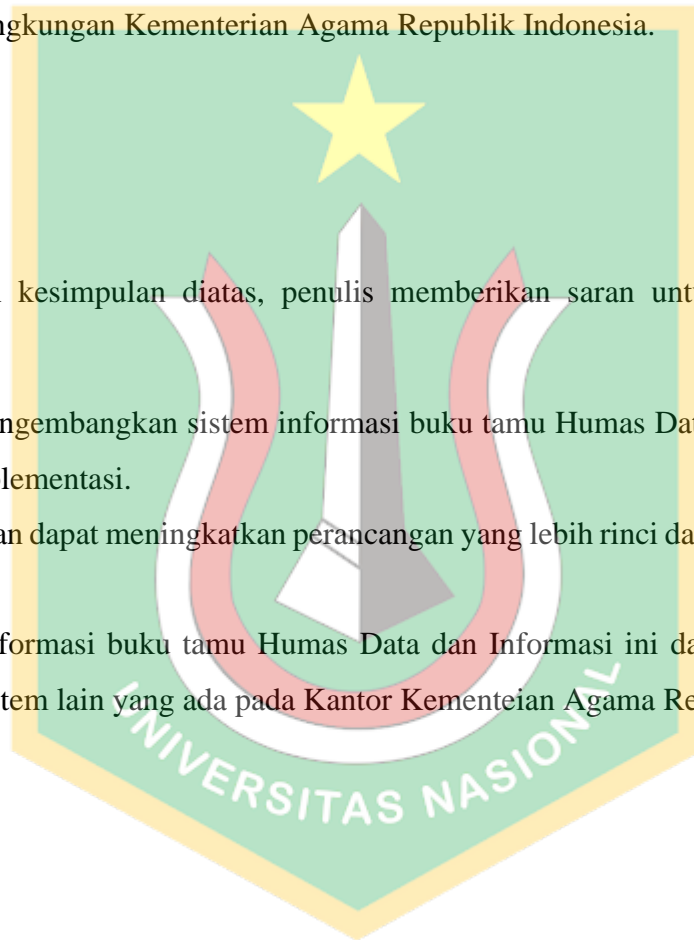 ngkungan Kementerian Agama Republik Indonesia.
kesimpulan diatas, penulis memberikan saran unt
ngembangkan sistem informasi buku tamu Humas Dat
plementasi.
an dapat meningkatkan perancangan yang lebih rinci da
formasi buku tamu Humas Data dan Informasi ini da
tem lain yang ada pada Kantor Kementeian Agama Re
UNIVERSITAS NASIONAL